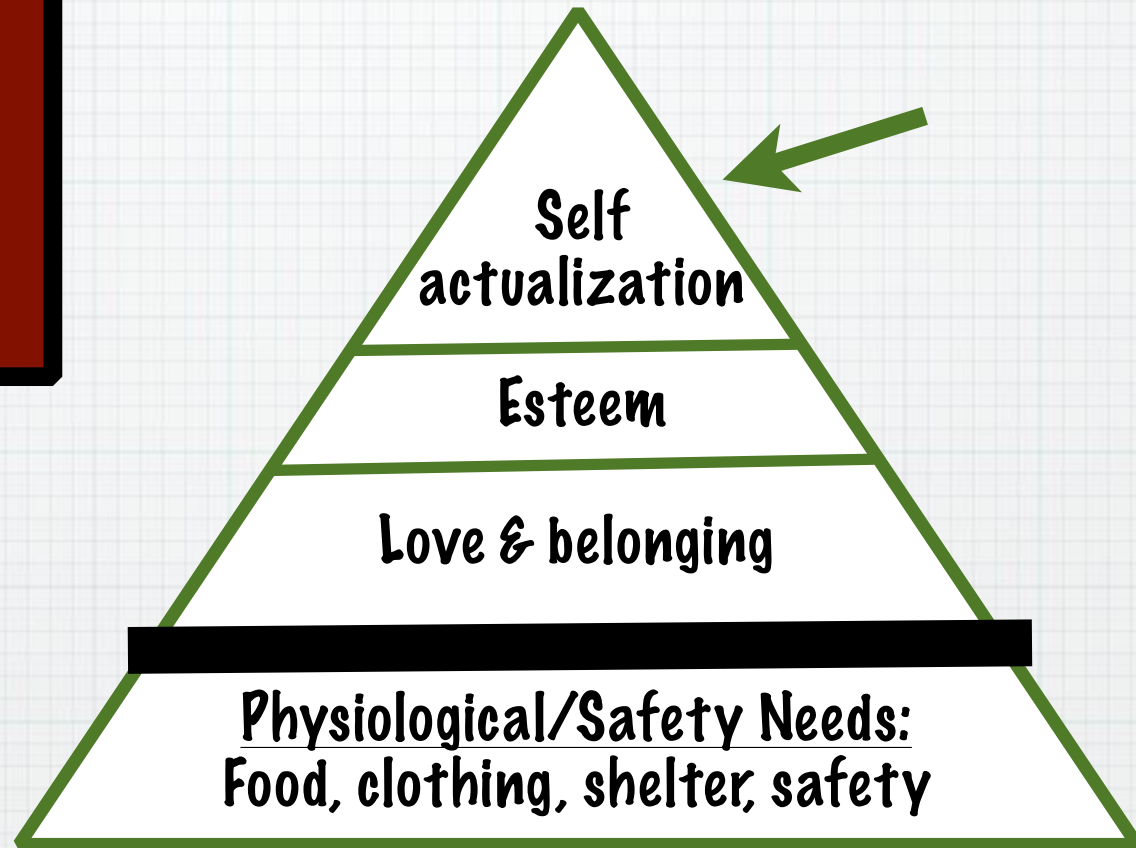 Self
actualization
Esteem
Love & belonging
Physiological/Safety Needs:
Food, clothing, shelter, safety